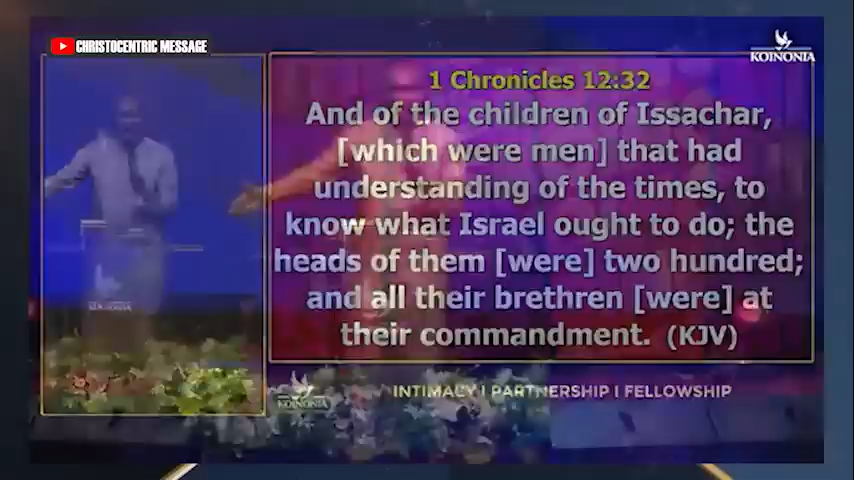 CHRISTOCENTRIC MESSAGE
KOINONIA
1 Chronicles 12:32
And of the children of Issachar,
[which were men] that had
understanding of the times, to
know what Israel ought to do; the
heads of them [were] two hundred;
and all their brethren [were] at
their commandment. (KJV)
KOINONIA
KOINONIA
INTIMACY | PARTNERSHIP | FELLOWSHIP